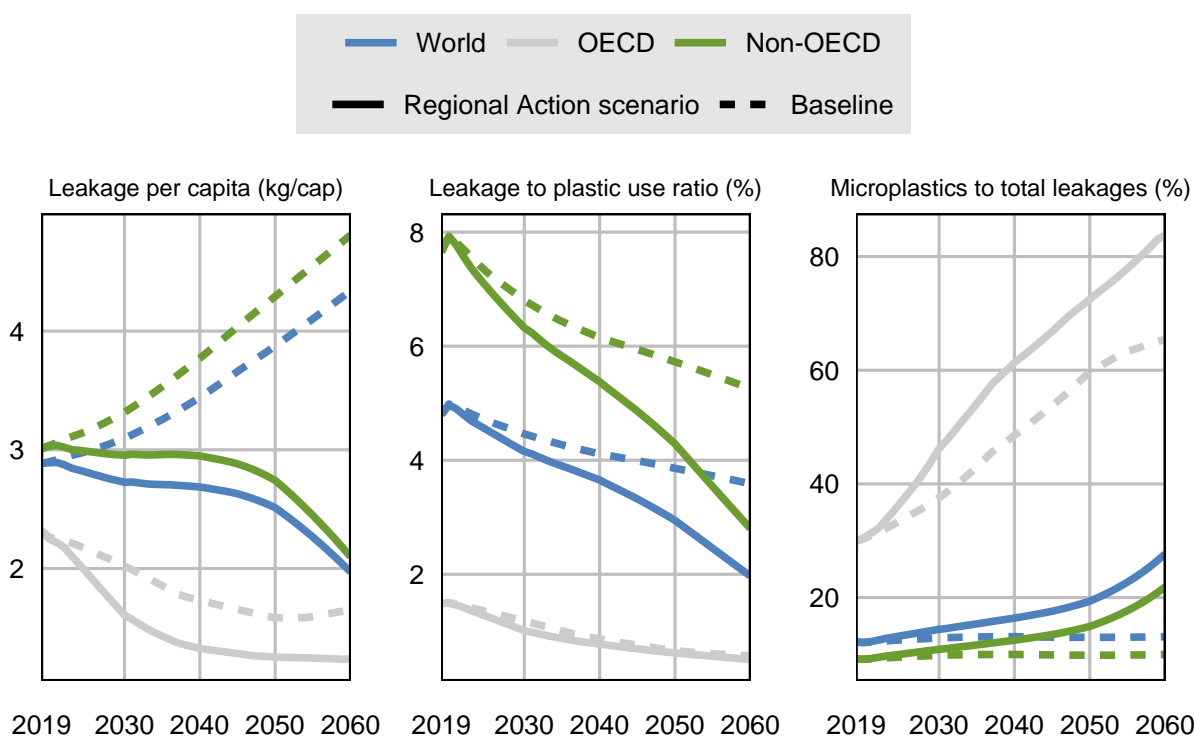 World OECD Non-OECD
Regional Action scenario Baseline
Leakage per capita (kg/cap)
4
3
2
2019 2030 2040 2050 2060
Leakage to plastic use ratio (%)
8
6
4
2
2019 2030 2040 2050 2060
Microplastics to total leakages (%)
80
60
40
20
2019 2030 2040 2050 2060